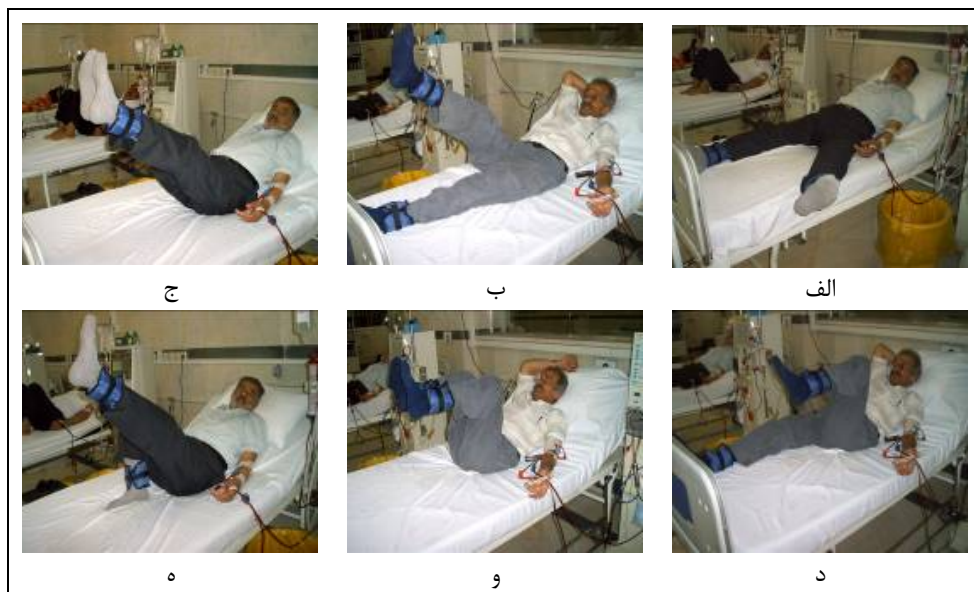 الف ب ج
د و ه